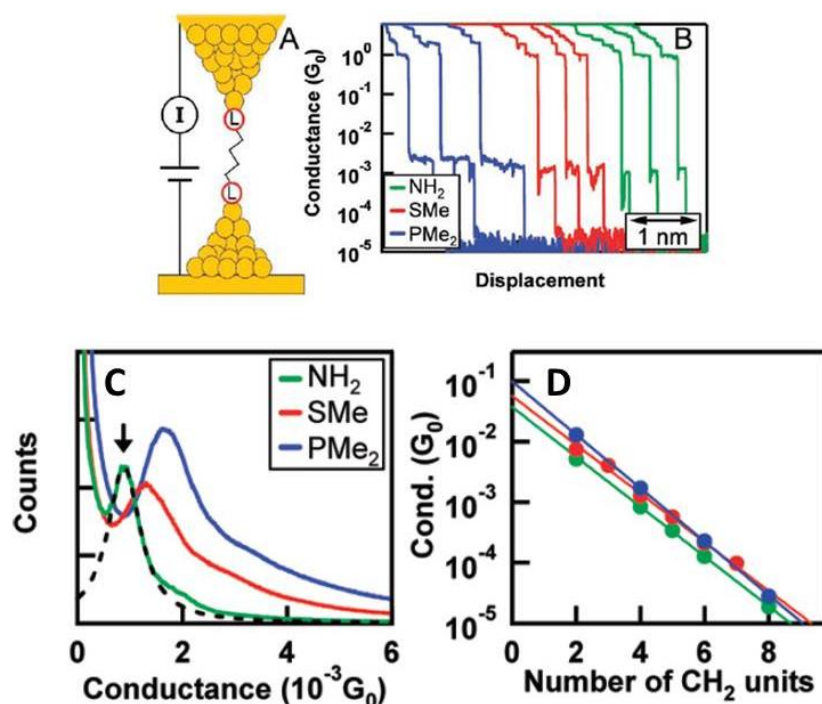 A
I
L
L
B
Conductance (G₀)
10⁰
10⁻¹
10⁻²
10⁻³
10⁻⁴
10⁻⁵
NH₂
SMe
PMe₂
1 nm
Displacement
C
NH₂
SMe
PMe₂
Counts
0 2 4 6
Conductance (10⁻³G₀)
D
Cond. (G₀)
10⁻¹
10⁻²
10⁻³
10⁻⁴
10⁻⁵
0 2 4 6 8
Number of CH₂ units